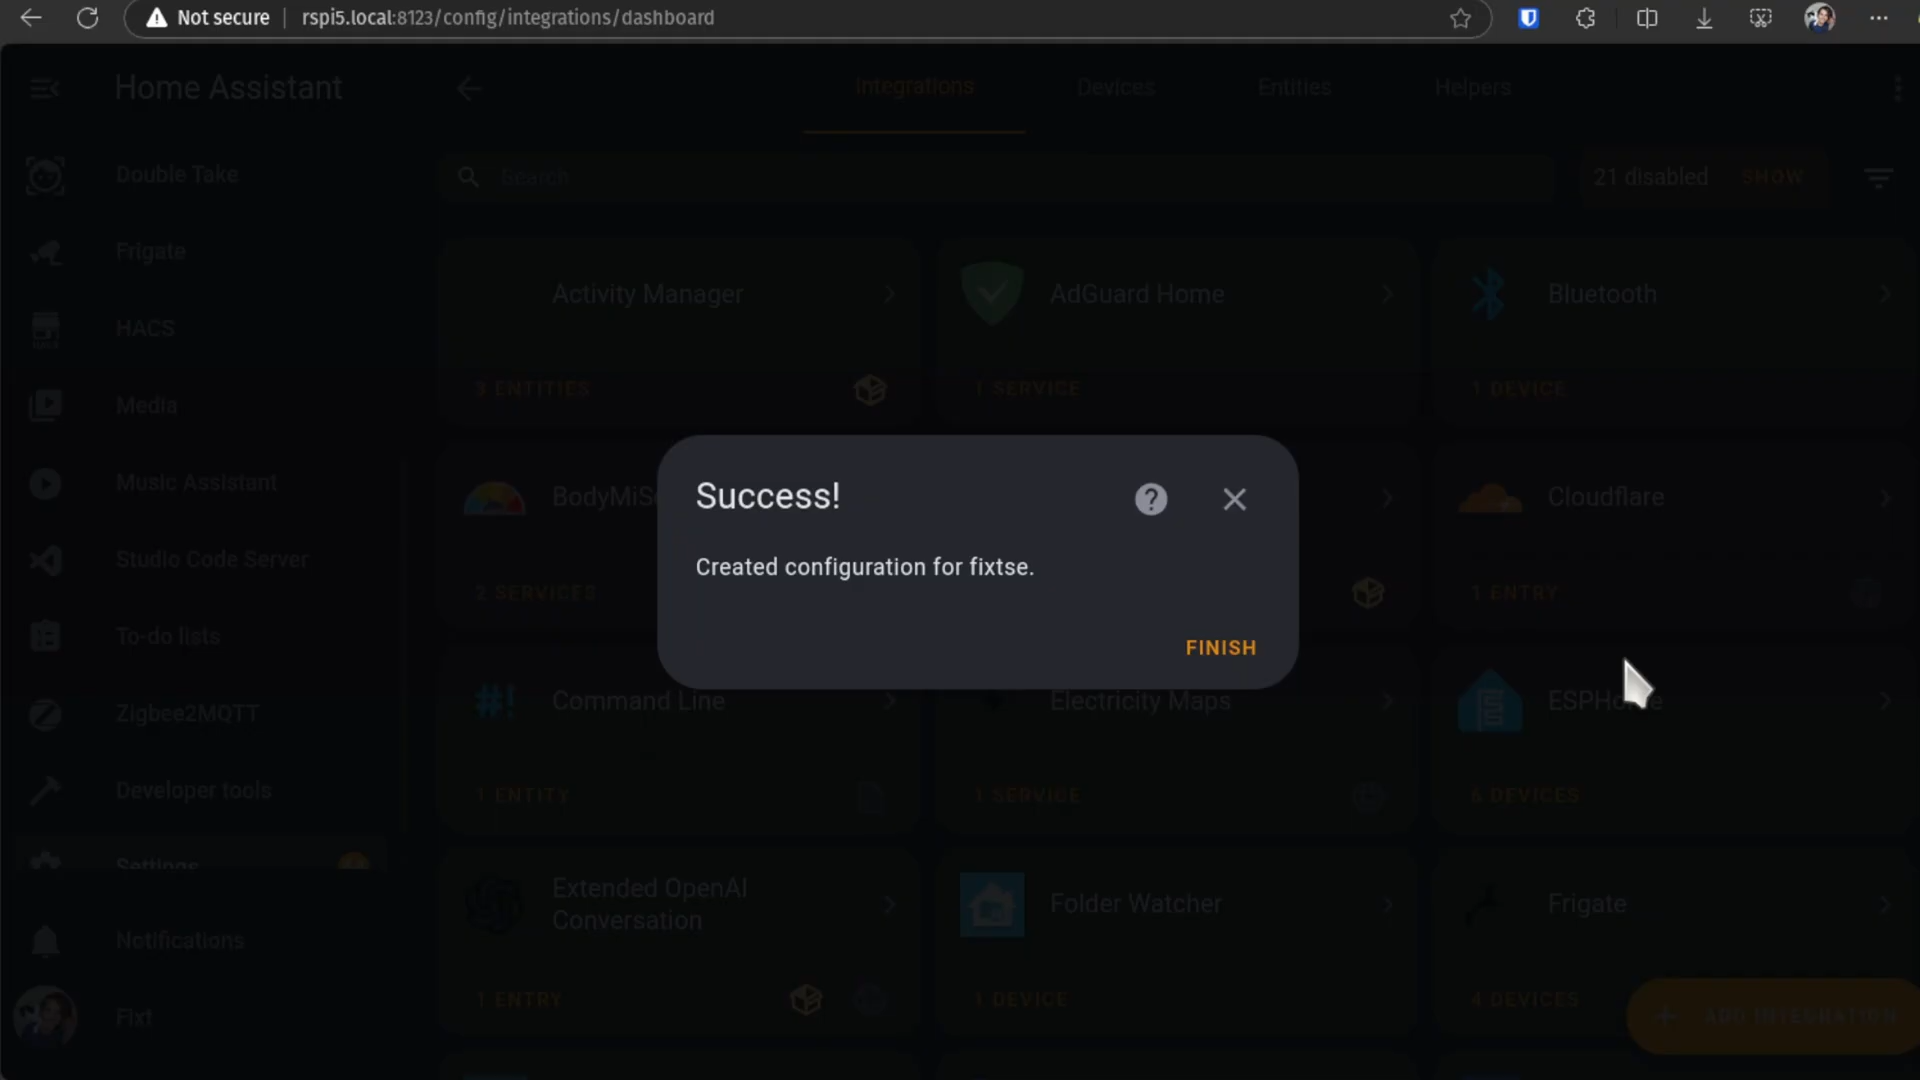 Not secure
rspi5.local:8123/config/integrations/dashboard
Home Assistant
Integrations
Devices
Entities
Helpers
Double Take
Search
21 disabled
SHOW
Frigate
Activity Manager
AdGuard Home
Bluetooth
HACS
3 ENTITIES
1 SERVICE
1 DEVICE
Media
Music Assistant
BodyMiSc
Success!
Cloudflare
Studio Code Server
Created configuration for fixtse.
2 SERVICES
1 ENTRY
To-do lists
FINISH
Zigbee2MQTT
#! Command Line
Electricity Maps
ESPHome
Developer tools
1 ENTITY
1 SERVICE
6 DEVICES
Settings
Extended OpenAI
Conversation
Folder Watcher
Frigate
Notifications
1 ENTRY
1 DEVICE
4 DEVICES
Fixt
+ ADD INTEGRATION